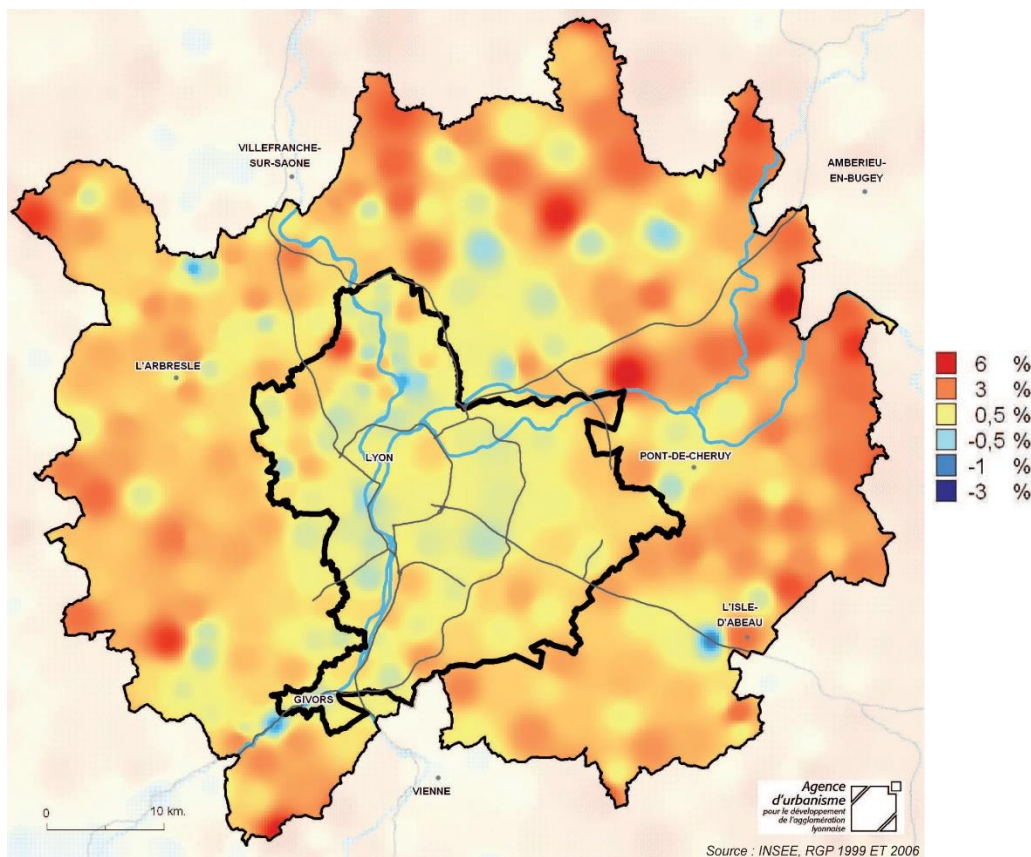 VILLEFRANCHE-
SUR-SAONE
AMBERIEU-
EN-BUGEY
L'ARBRESLE
6 %
3 %
0,5 %
-0,5 %
-1 %
-3 %
LYON
PONT-DE-CHERUY
L'ISLE-
D'ABEAU
GIVORS
VIENNE
0 10 km.
Agence
d'urbanisme
pour le développement
de l'agglomération
lyonnaise
Source : INSEE, RGP 1999 ET 2006